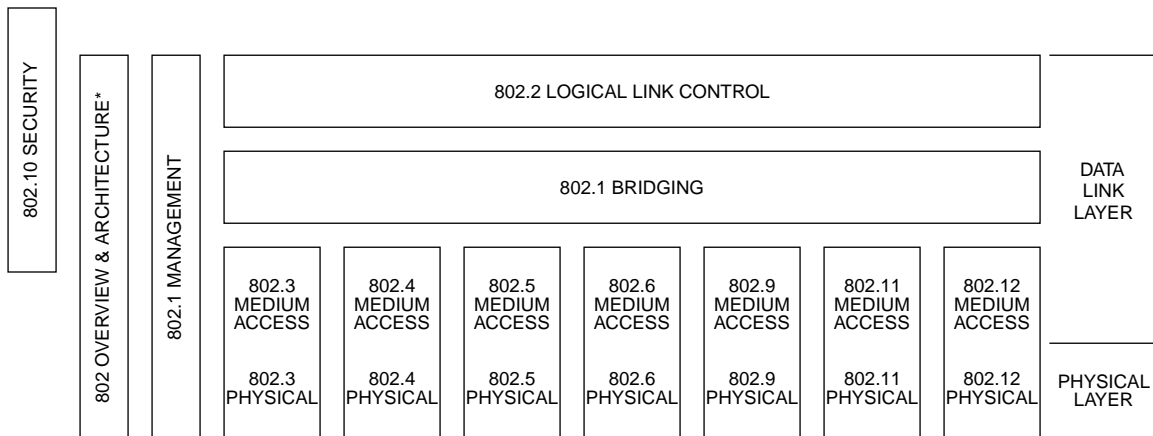 802.10 SECURITY
802 OVERVIEW & ARCHITECTURE*
802.1 MANAGEMENT
802.2 LOGICAL LINK CONTROL
802.1 BRIDGING
DATA
LINK
LAYER
802.3
MEDIUM
ACCESS
802.4
MEDIUM
ACCESS
802.5
MEDIUM
ACCESS
802.6
MEDIUM
ACCESS
802.9
MEDIUM
ACCESS
802.11
MEDIUM
ACCESS
802.12
MEDIUM
ACCESS
802.3
PHYSICAL
802.4
PHYSICAL
802.5
PHYSICAL
802.6
PHYSICAL
802.9
PHYSICAL
802.11
PHYSICAL
802.12
PHYSICAL
PHYSICAL
LAYER